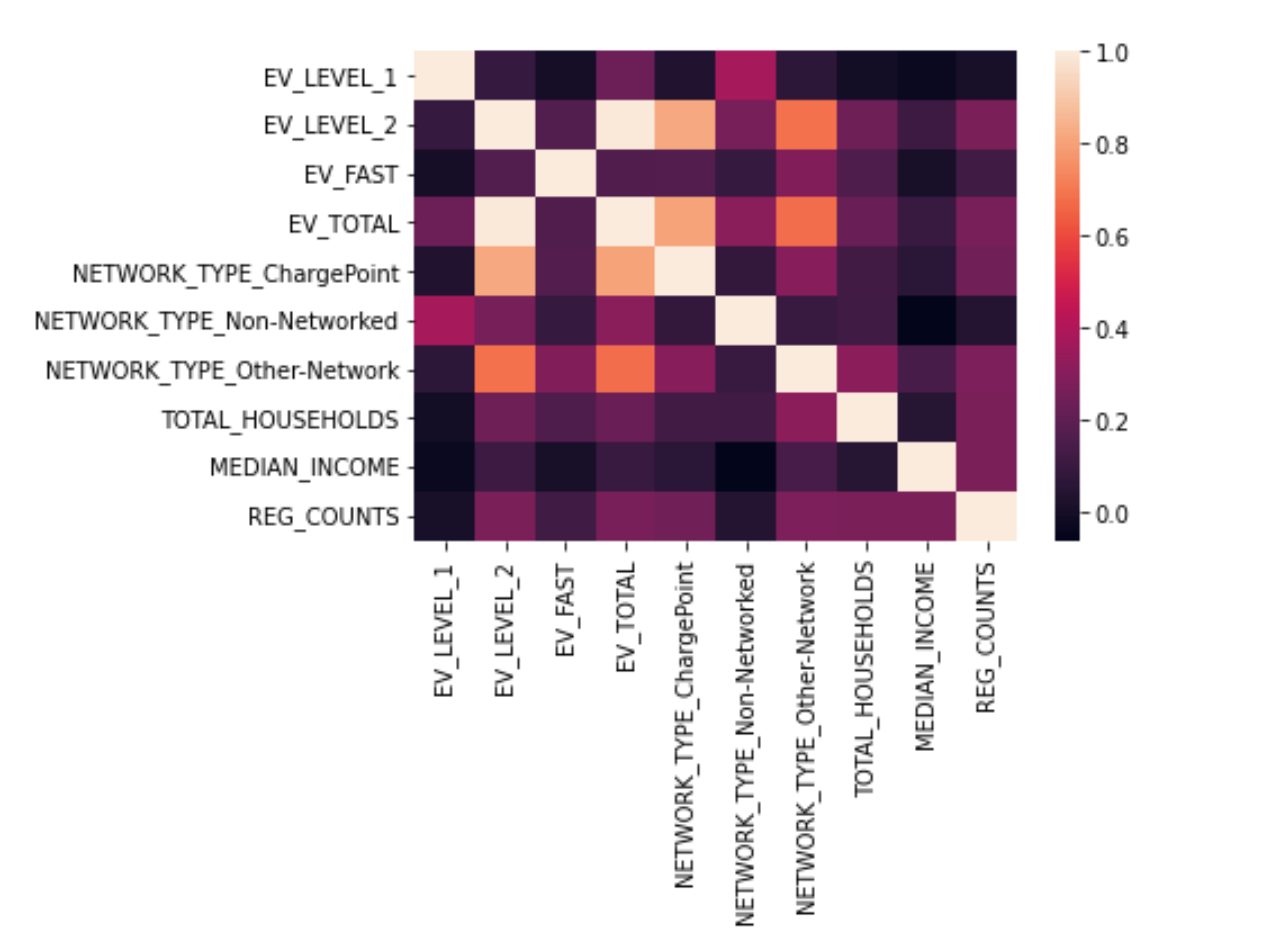 EV_LEVEL_1
EV_LEVEL_2
EV_FAST
EV_TOTAL
NETWORK_TYPE_ChargePoint
NETWORK_TYPE_Non-Networked
NETWORK_TYPE_Other-Network
TOTAL_HOUSEHOLDS
MEDIAN_INCOME
REG_COUNTS
EV_LEVEL_1
EV_LEVEL_2
EV_FAST
EV_TOTAL
NETWORK_TYPE_ChargePoint
NETWORK_TYPE_Non-Networked
NETWORK_TYPE_Other-Network
TOTAL_HOUSEHOLDS
MEDIAN_INCOME
REG_COUNTS
1.0
0.8
0.6
0.4
0.2
0.0